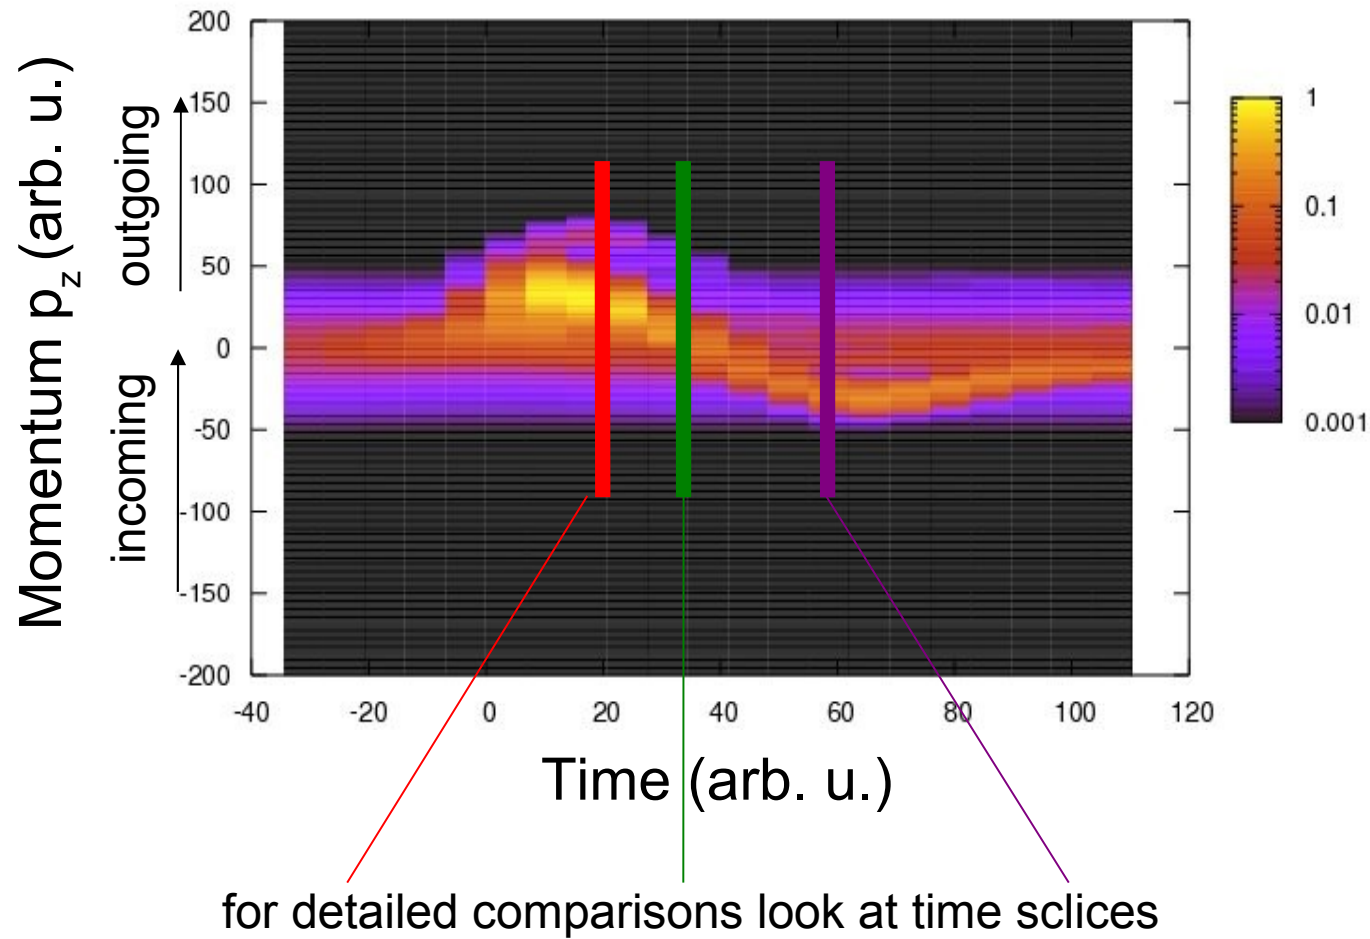 Momentum pz (arb. u.)
incoming
outgoing
200
150
100
50
0
-50
-100
-150
-200
-40 -20 0 20 40 60 80 100 120
Time (arb. u.)
1
0.1
0.01
0.001
for detailed comparisons look at time sclices